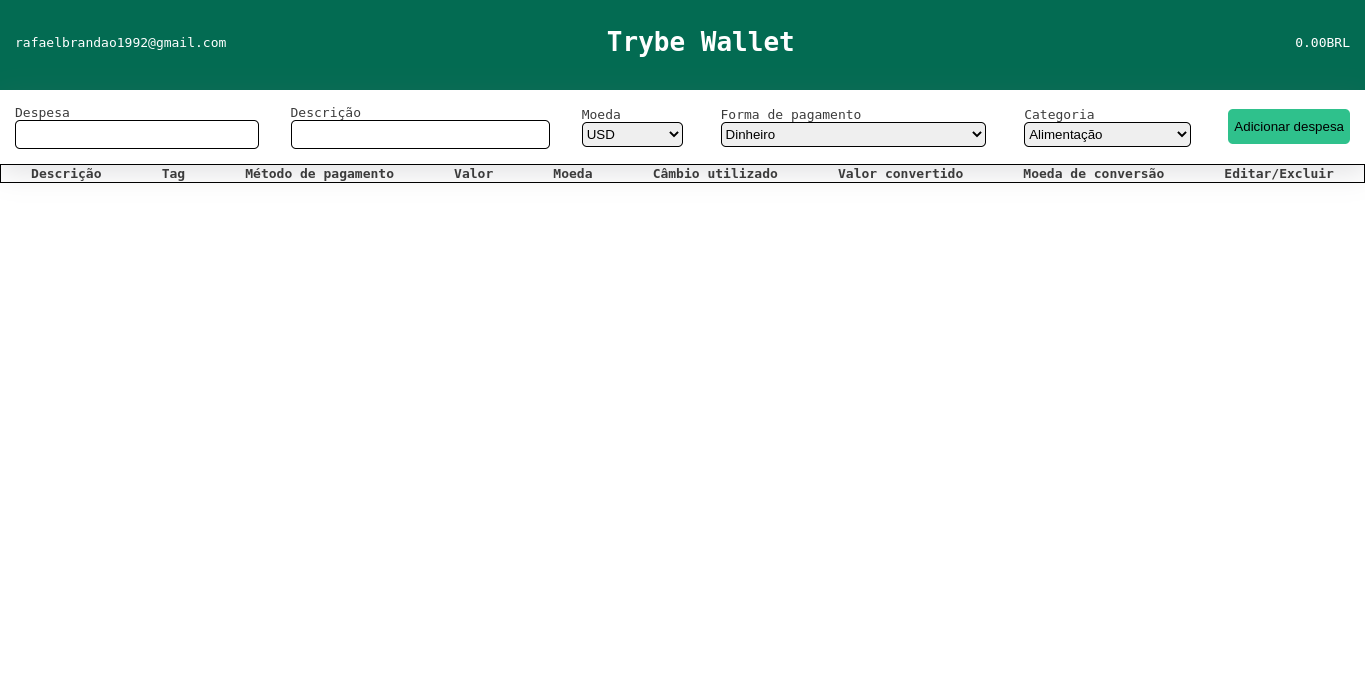 rafaelbrandao1992@gmail.com Trybe Wallet 0.00BRL
Despesa Descrição Moeda Forma de pagamento Categoria
USD Dinheiro Alimentação Adicionar despesa
Descrição Tag Método de pagamento Valor Moeda Câmbio utilizado Valor convertido Moeda de conversão Editar/Excluir